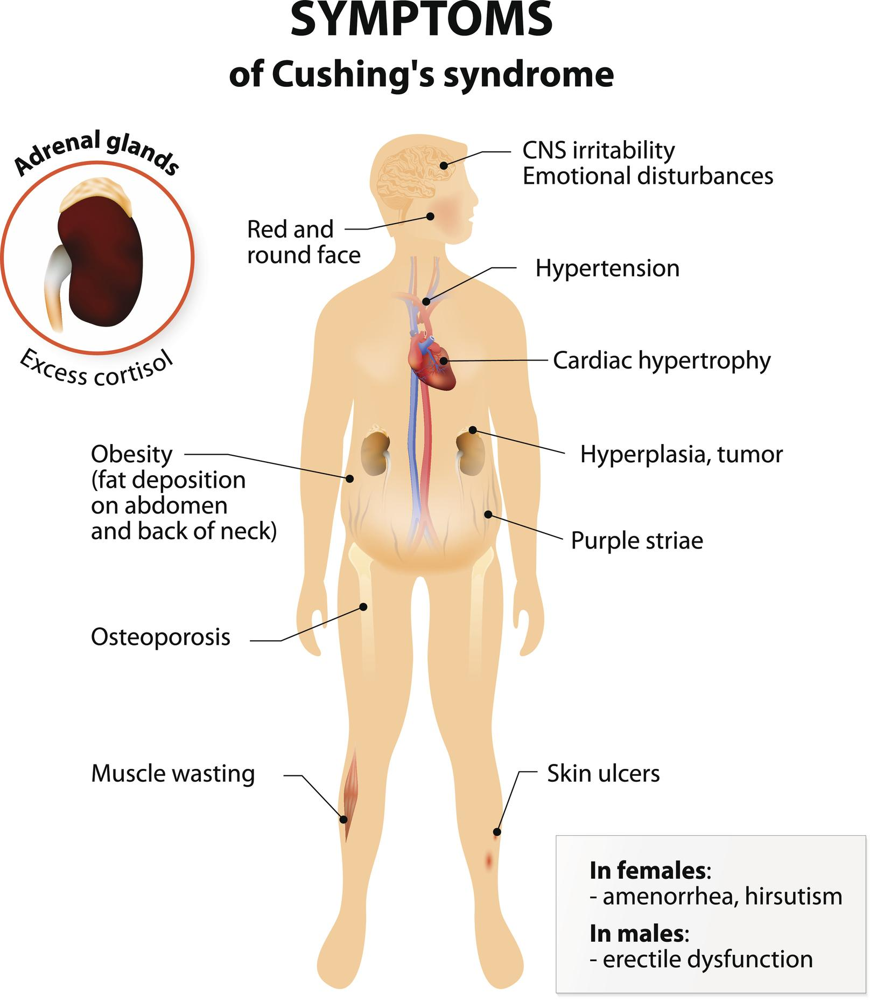 SYMPTOMS
of Cushing's syndrome
Adrenal glands
Excess cortisol
CNS irritability
Emotional disturbances
Red and
round face
Hypertension
Cardiac hypertrophy
Obesity
(fat deposition
on abdomen
and back of neck)
Hyperplasia, tumor
Purple striae
Osteoporosis
Muscle wasting
Skin ulcers
In females:
- amenorrhea, hirsutism
In males:
- erectile dysfunction